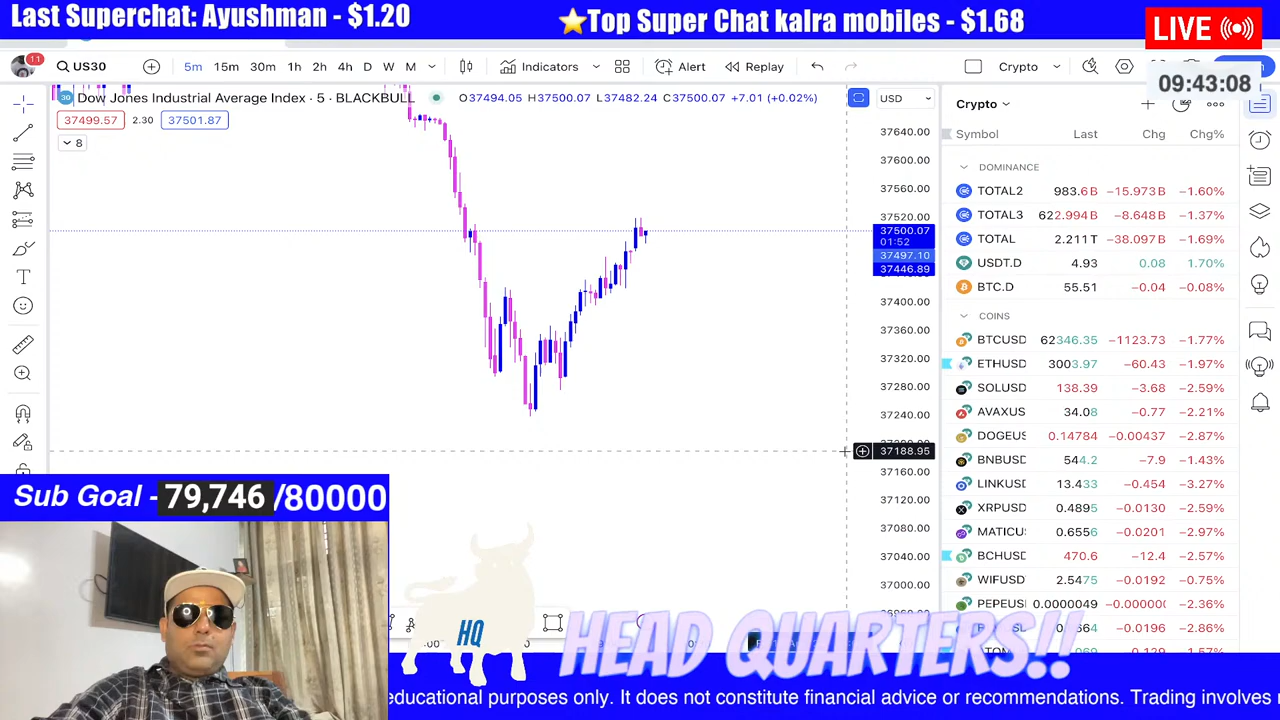 Last Superchat: Ayushman - $1.20
⭐Top Super Chat kalra mobiles - $1.68
LIVE
09:43:08
11
US30
5m 15m 30m 1h 2h 4h D W M
Indicators
Alert
Replay
Crypto
30 Dow Jones Industrial Average Index · 5 · BLACKBULL
O37494.05 H37500.07 L37482.24 C37500.07 +7.01 (+0.02%)
USD
37499.57 2.30 37501.87
8
37640.00
37600.00
37560.00
37520.00
37500.07
01:52
37497.10
37446.89
37400.00
37360.00
37320.00
37280.00
37240.00
37188.95
37160.00
37120.00
37080.00
37040.00
37000.00
Crypto
Symbol Last Chg Chg%
DOMINANCE
TOTAL2 983.6B −15.973B −1.60%
TOTAL3 622.994B −8.648B −1.37%
TOTAL 2.211T −38.097B −1.69%
USDT.D 4.93 0.08 1.70%
BTC.D 55.51 −0.04 −0.08%
COINS
BTCUSD 62346.35 −1123.73 −1.77%
ETHUSD 3003.97 −60.43 −1.97%
SOLUSD 138.39 −3.68 −2.59%
AVAXUS 34.08 −0.77 −2.21%
DOGEUS 0.14784 −0.00437 −2.87%
BNBUSD 544.2 −7.9 −1.43%
LINKUSD 13.433 −0.454 −3.27%
XRPUSD 0.4895 −0.0130 −2.59%
MATICUS 0.6556 −0.0201 −2.97%
BCHUSD 470.6 −12.4 −2.57%
WIFUSD 2.5475 −0.0192 −0.75%
PEPEUS 0.0000049 −0.00000 −2.36%
−0.0196 −2.86%
Sub Goal - 79,746 /80000
HQ
HEAD QUARTERS!!
educational purposes only. It does not constitute financial advice or recommendations. Trading involves